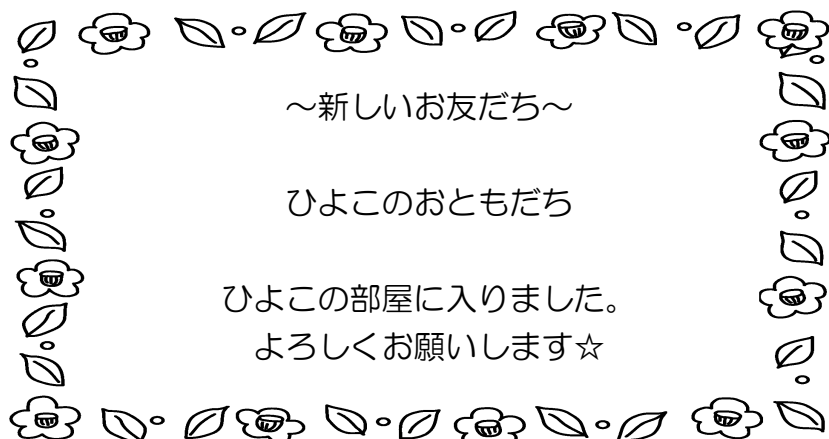 ～新しいお友だち～
ひよこのおともだち
ひよこの部屋に入りました。
よろしくお願いします☆